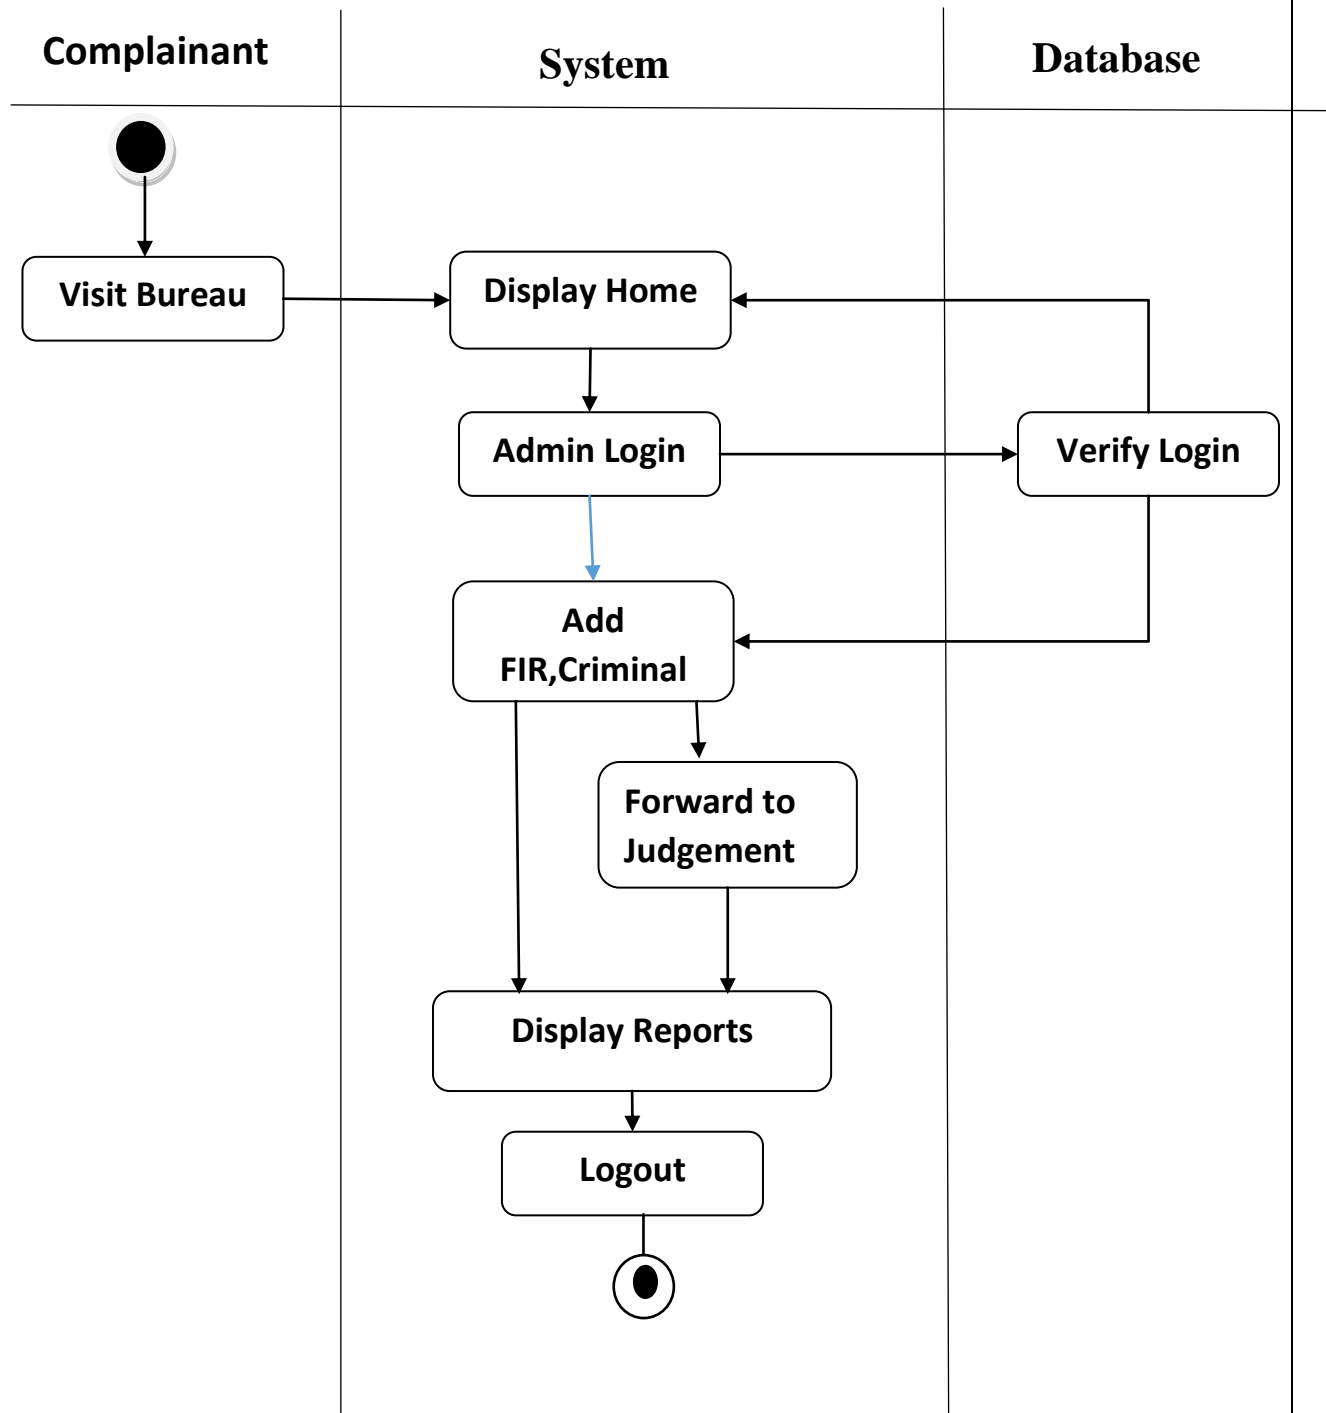 Complainant
System
Database
Visit Bureau
Display Home
Admin Login
Verify Login
Add
FIR,Criminal
Forward to
Judgement
Display Reports
Logout